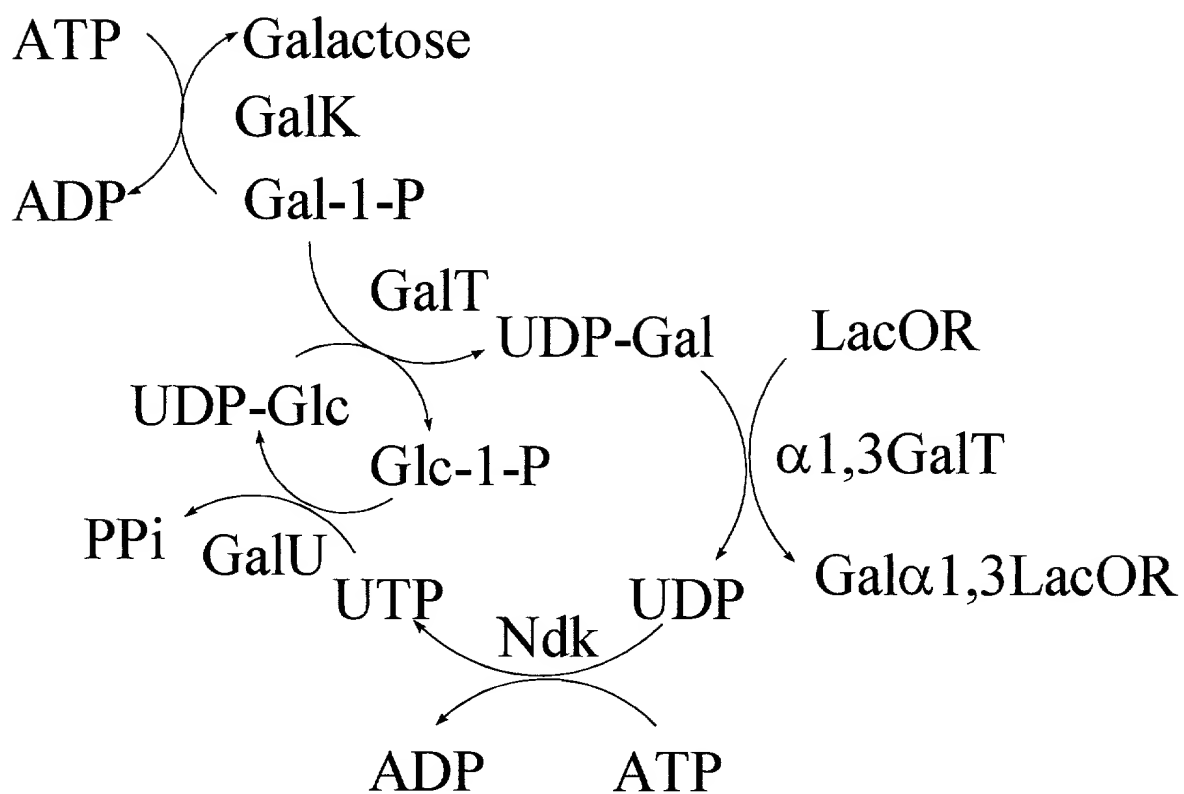 ATP Galactose
GalK
ADP Gal-1-P
GalT
UDP-Gal LacOR
UDP-Glc
Glc-1-P α1,3GalT
PPi GalU
UTP UDP Galα1,3LacOR
Ndk
ADP ATP